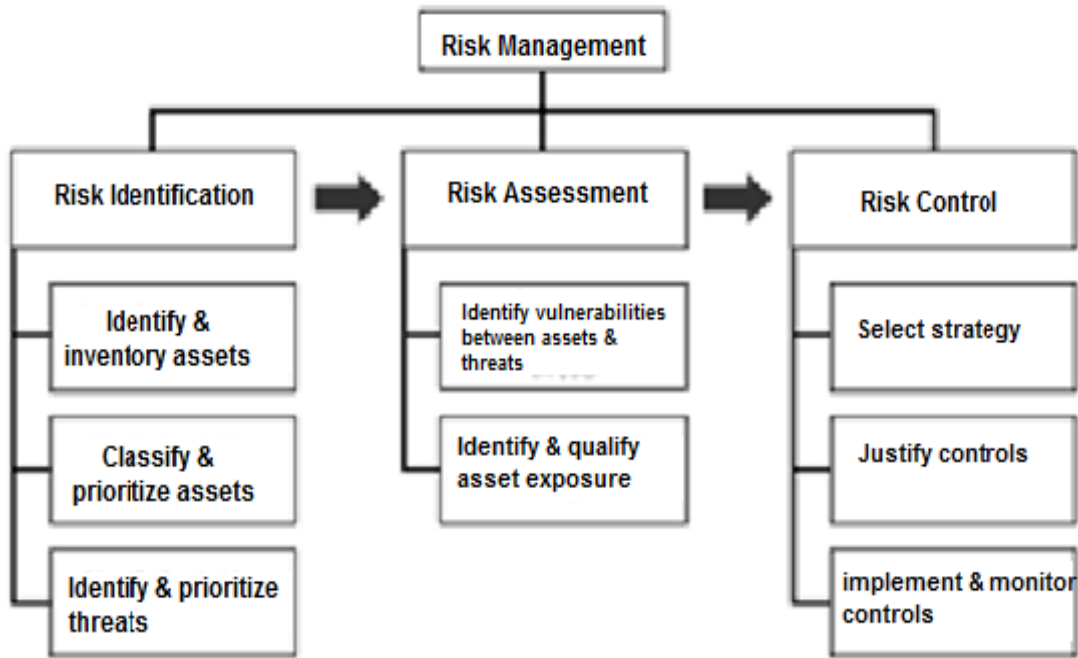 Risk Management
Risk Identification
Risk Assessment
Risk Control
Identify &
inventory assets
Classify &
prioritize assets
Identify & prioritize
threats
Identify vulnerabilities
between assets &
threats
Identify & qualify
asset exposure
Select strategy
Justify controls
implement & monitor
controls